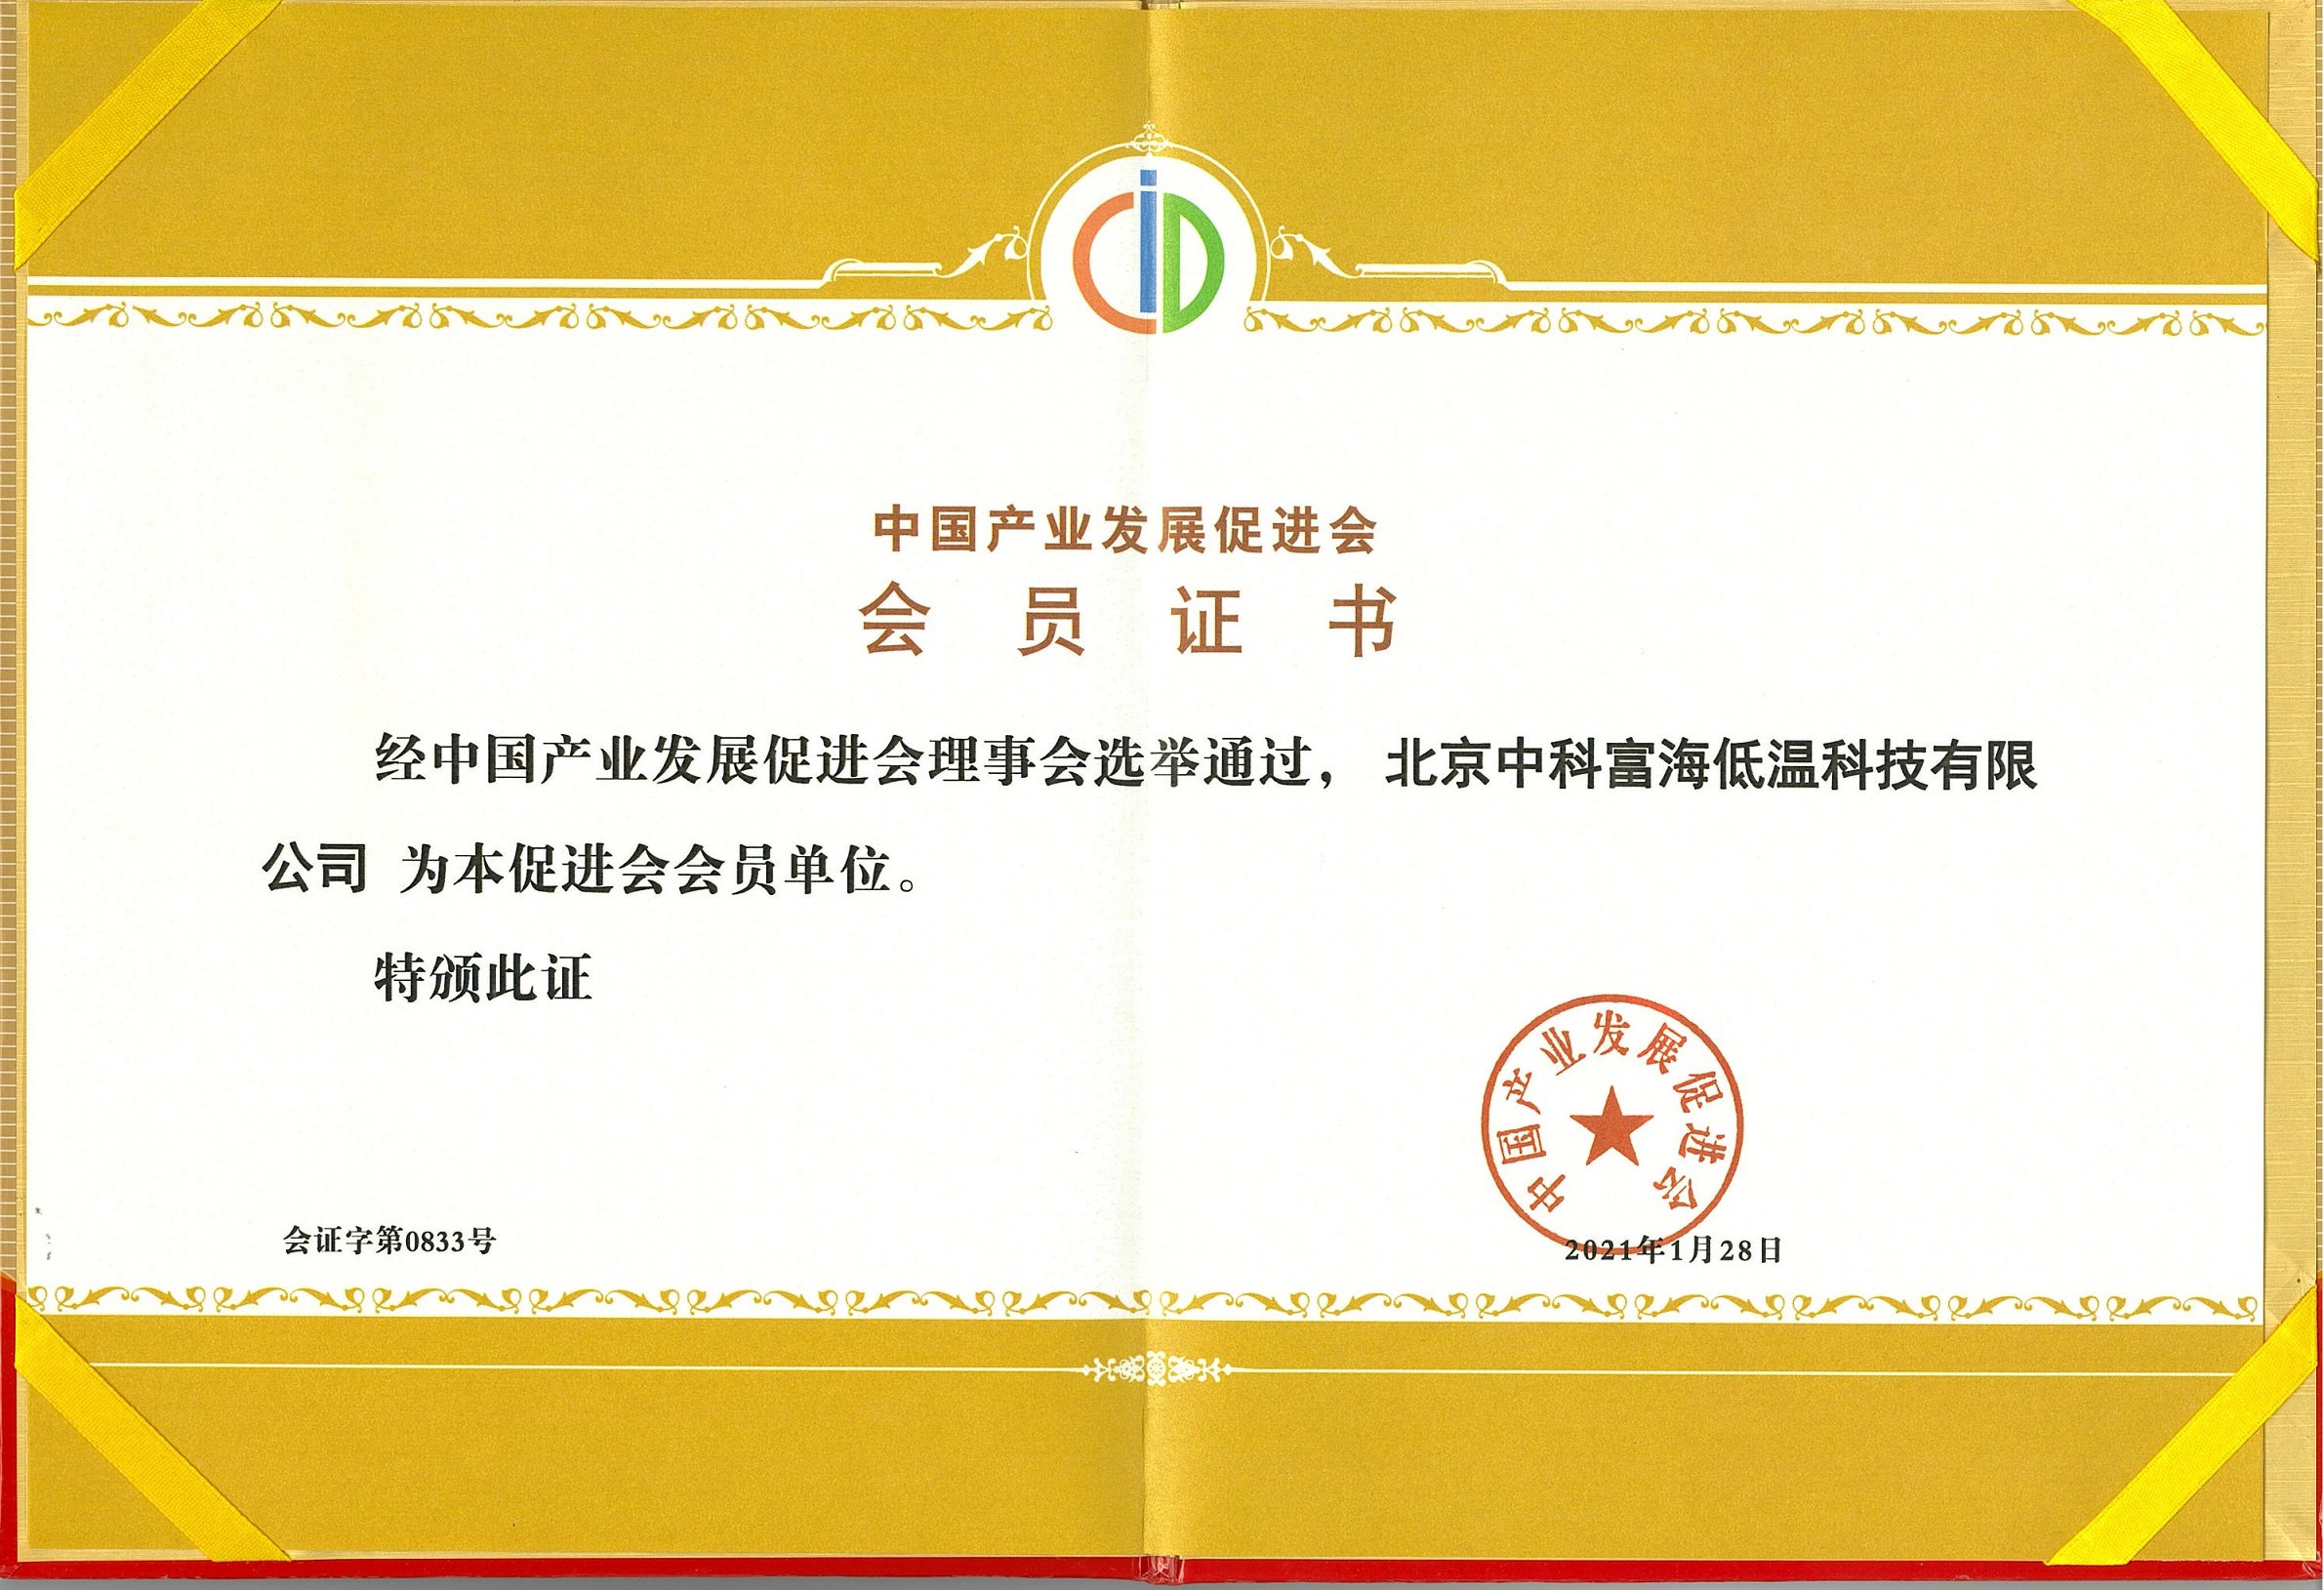 中国产业发展促进会
会员证书
经中国产业发展促进会理事会选举通过，北京中科富海低温科技有限
公司 为本促进会会员单位。
特颁此证
中国产业发展促进会
会证字第0833号
2021年1月28日